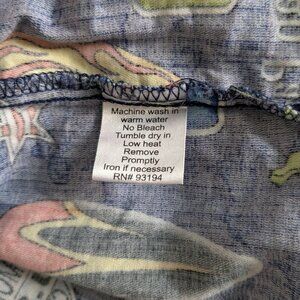 Machine wash in
warm water
No Bleach
Tumble dry in
Low heat
Remove
Promptly
Iron if necessary
RN# 93194